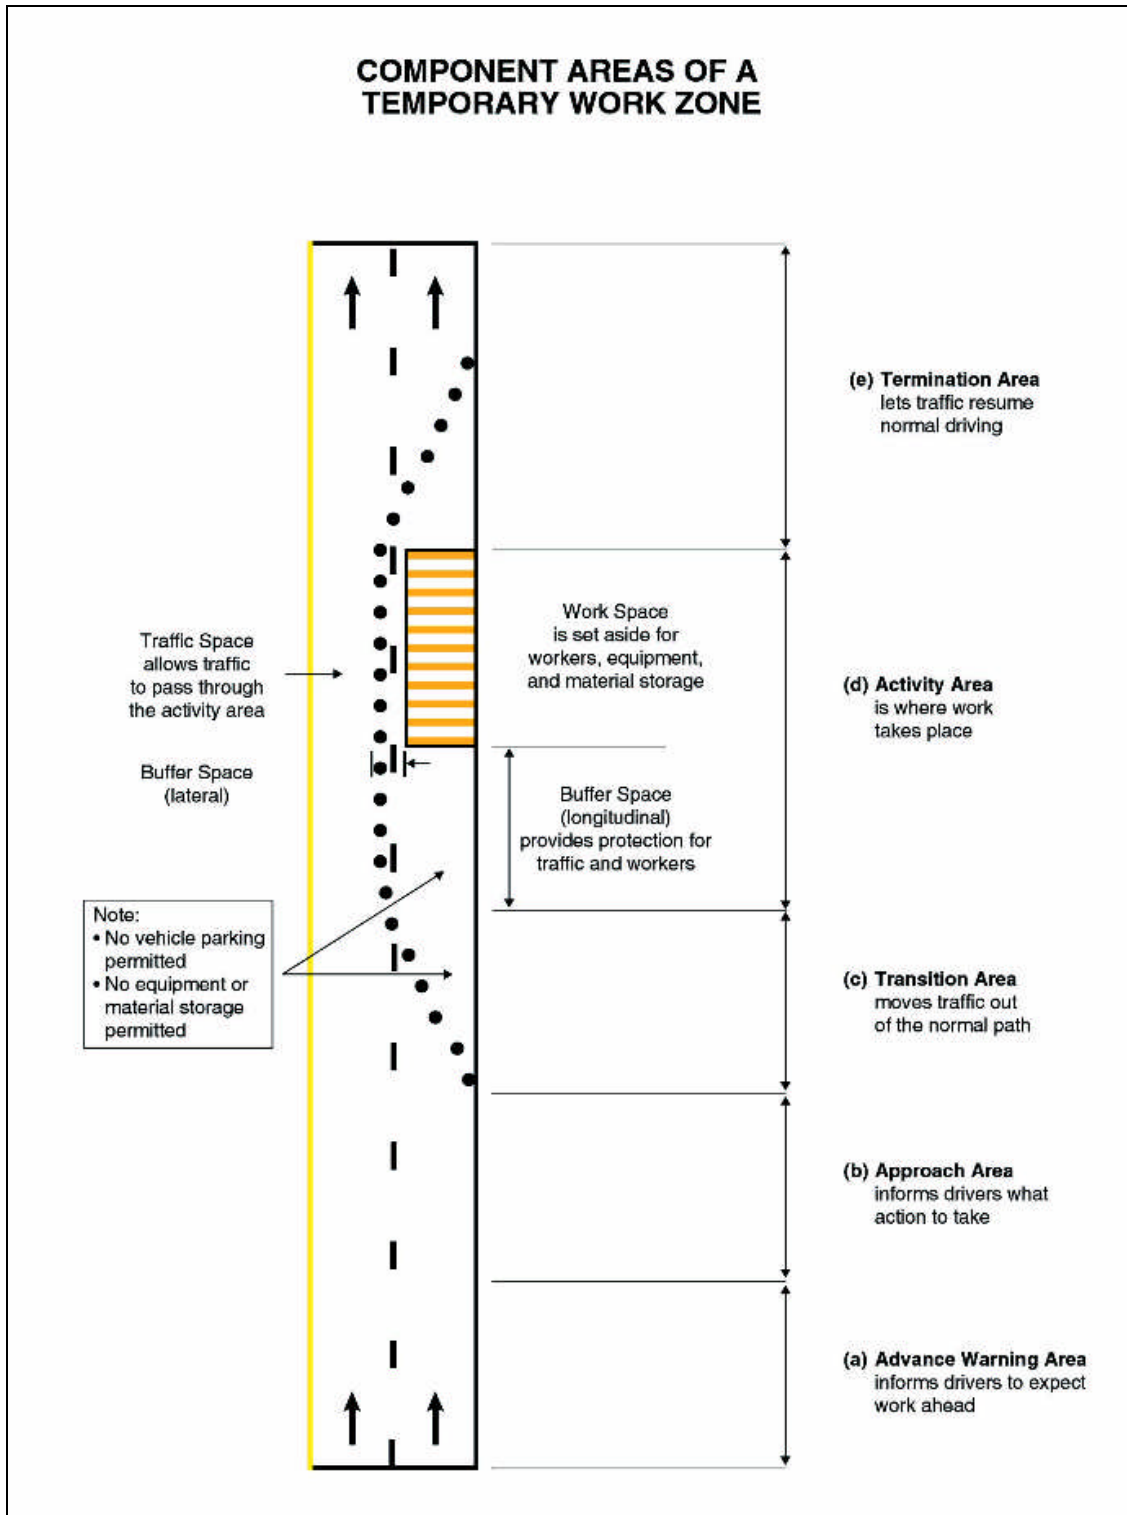 COMPONENT AREAS OF A
TEMPORARY WORK ZONE
(e) Termination Area
lets traffic resume
normal driving
Traffic Space
allows traffic
to pass through
the activity area
Work Space
is set aside for
workers, equipment,
and material storage
(d) Activity Area
is where work
takes place
Buffer Space
(lateral)
Buffer Space
(longitudinal)
provides protection for
traffic and workers
Note:
• No vehicle parking
permitted
• No equipment or
material storage
permitted
(c) Transition Area
moves traffic out
of the normal path
(b) Approach Area
informs drivers what
action to take
(a) Advance Warning Area
informs drivers to expect
work ahead